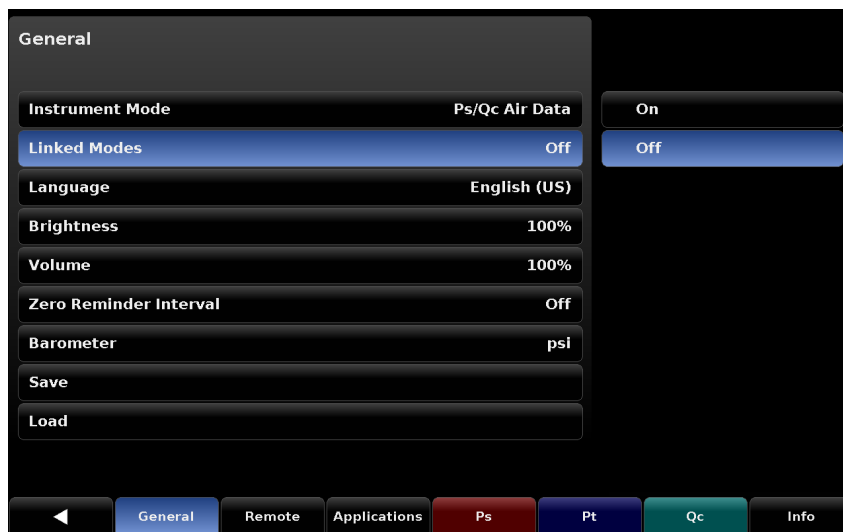 General
Instrument Mode Ps/Qc Air Data On
Linked Modes Off Off
Language English (US)
Brightness 100%
Volume 100%
Zero Reminder Interval Off
Barometer psi
Save
Load
General Remote Applications Ps Pt Qc Info